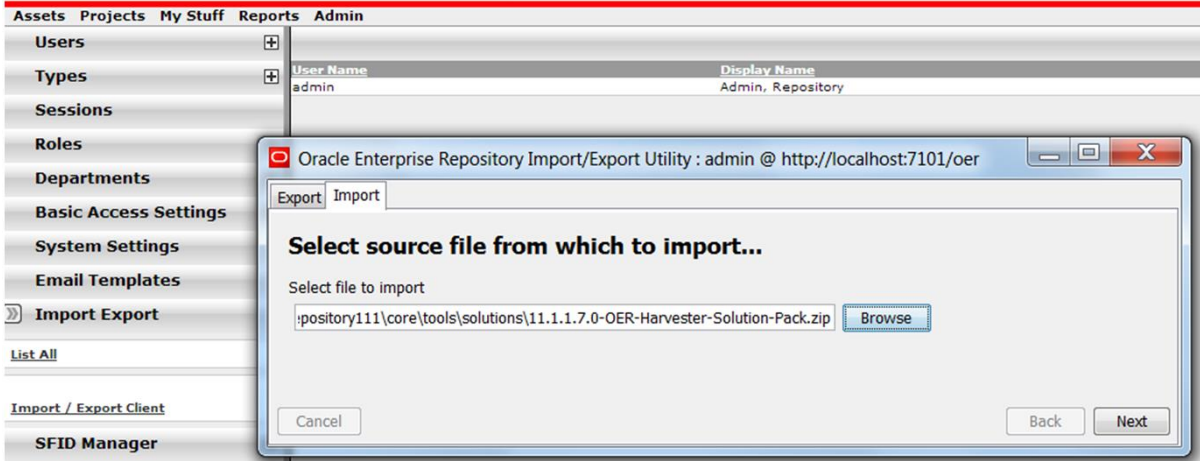 Assets Projects My Stuff Reports Admin
Users
Types
Sessions
Roles
Departments
Basic Access Settings
System Settings
Email Templates
Import Export
List All
Import / Export Client
SFID Manager
User Name Display Name
admin Admin, Repository
Oracle Enterprise Repository Import/Export Utility : admin @ http://localhost:7101/oer
Export Import
Select source file from which to import...
Select file to import
pository111\core\tools\solutions\11.1.1.7.0-OER-Harvester-Solution-Pack.zip Browse
Cancel Back Next